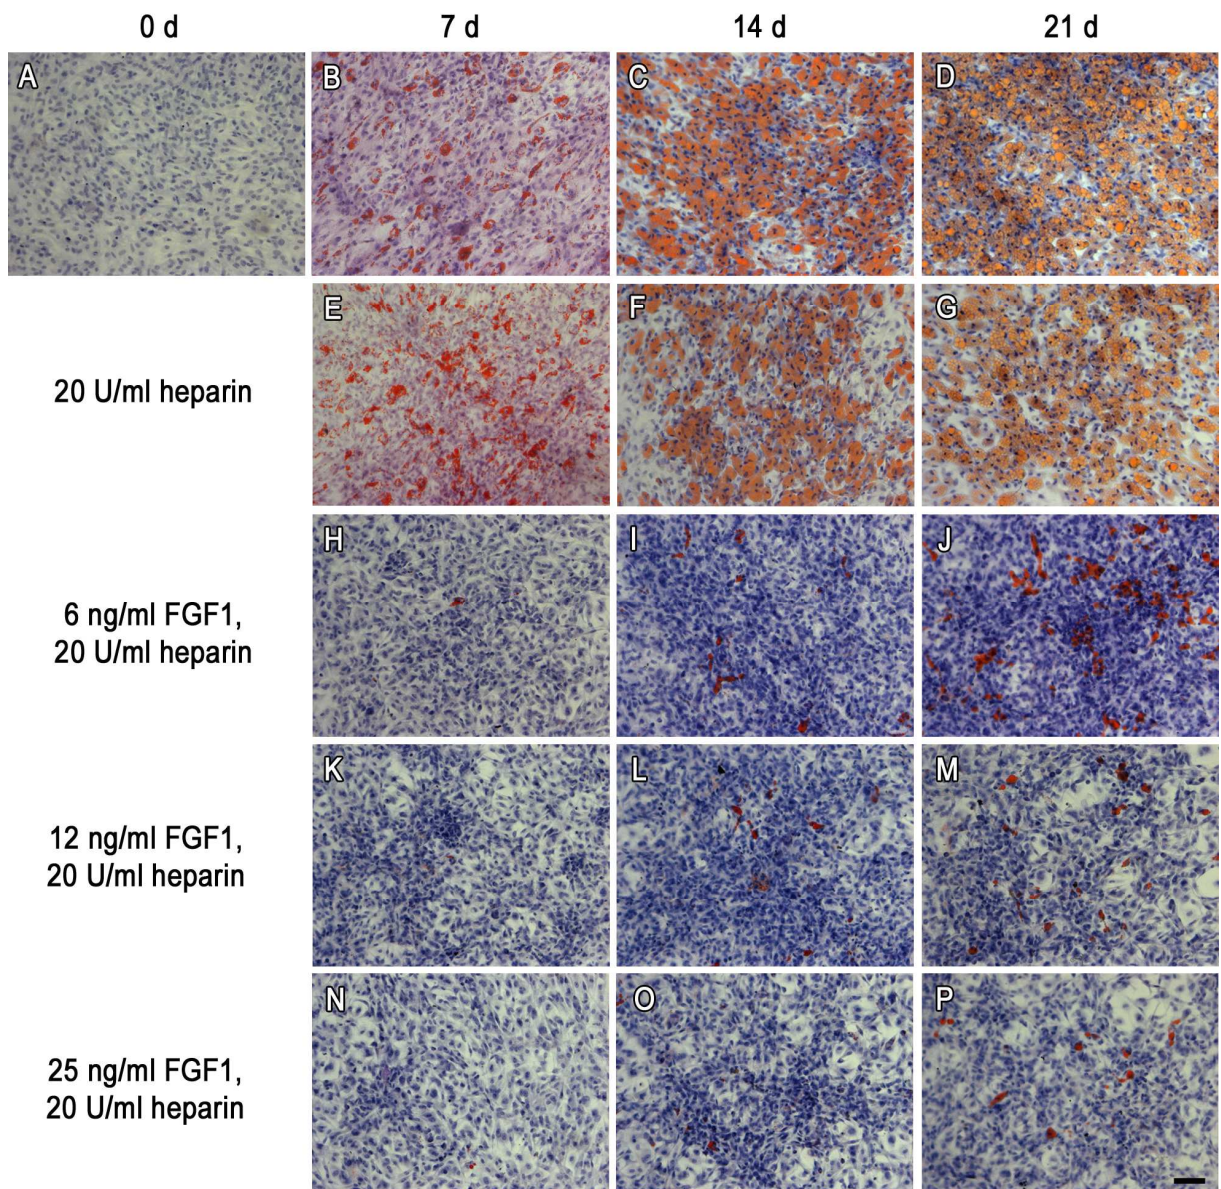 0 d 7 d 14 d 21 d
A B C D
E F G
20 U/ml heparin
H I J
6 ng/ml FGF1,
20 U/ml heparin
K L M
12 ng/ml FGF1,
20 U/ml heparin
N O P
25 ng/ml FGF1,
20 U/ml heparin